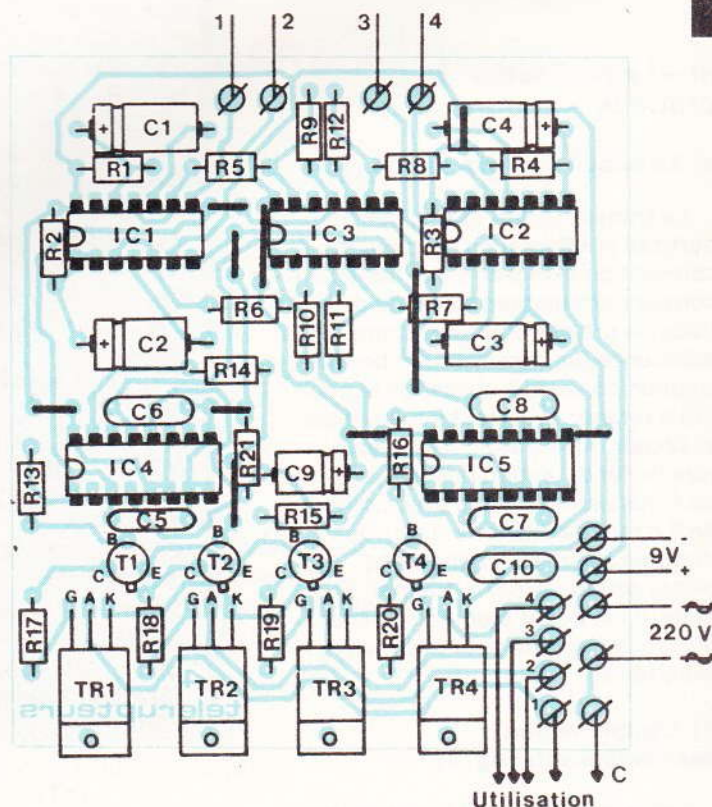 1 2 3 4
C1 R9 R12 C4
R1 R5 R8 R4
R2 IC1 IC3 R3 IC2
R6 R10 R11 R7
C2 R14 C3
C6 C8
R13 IC4 R21 C9 R16 IC5
C5 R15 C7
B B B B
T1 T2 T3 T4 C10
C E C E C E C E
- 9V +
G A K G A K G A K G A K
R17 R18 R19 R20
4 3 2 1
~ 220 V ~
TR1 TR2 TR3 TR4
4
telerupteurs
C
Utilisation